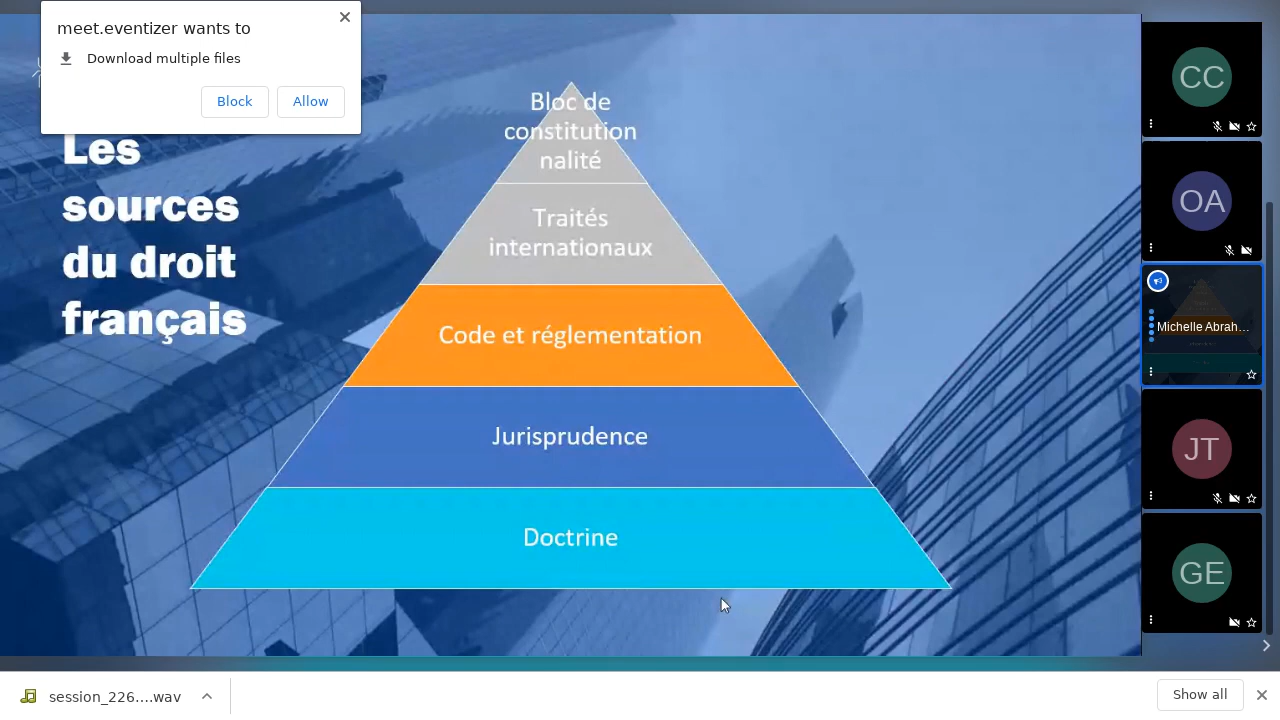 meet.eventizer wants to
Download multiple files
Block
Allow
Les
sources
du droit
français
Bloc de
constitution
nalité
Traités
internationaux
Code et réglementation
Jurisprudence
Doctrine
CC
OA
Michelle Abrah...
JT
GE
session_226....wav
Show all